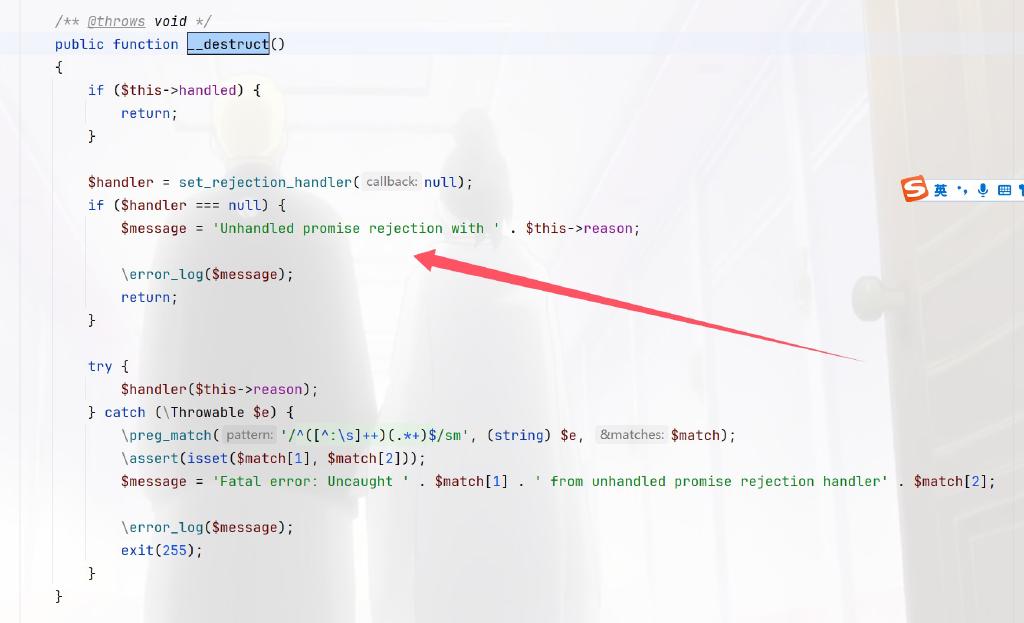 /** @throws void */
public function __destruct()
{
if ($this->handled) {
return;
}
$handler = set_rejection_handler( callback: null);
if ($handler === null) {
$message = 'Unhandled promise rejection with ' . $this->reason;
\error_log($message);
return;
}
try {
$handler($this->reason);
} catch (\Throwable $e) {
\preg_match( pattern: '/^([^:\s]++)(.*+)$/sm', (string) $e, &matches: $match);
\assert(isset($match[1], $match[2]));
$message = 'Fatal error: Uncaught ' . $match[1] . ' from unhandled promise rejection handler' . $match[2];
\error_log($message);
exit(255);
}
}
S 英